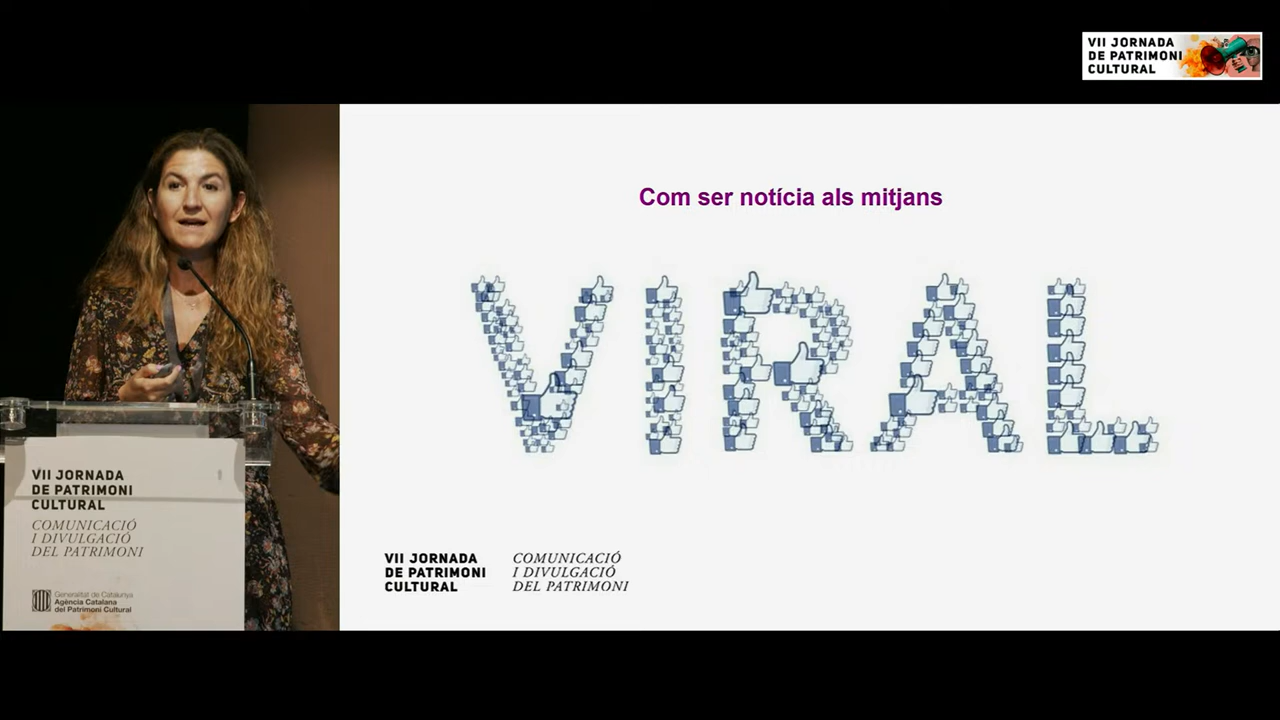 VII JORNADA
DE PATRIMONI
CULTURAL
Com ser notícia als mitjans
VIRAL
VII JORNADA
DE PATRIMONI
CULTURAL
COMUNICACIÓ
I DIVULGACIÓ
DEL PATRIMONI
Generalitat de Catalunya
Agència Catalana
del Patrimoni Cultural
VII JORNADA
DE PATRIMONI
CULTURAL
COMUNICACIÓ
I DIVULGACIÓ
DEL PATRIMONI